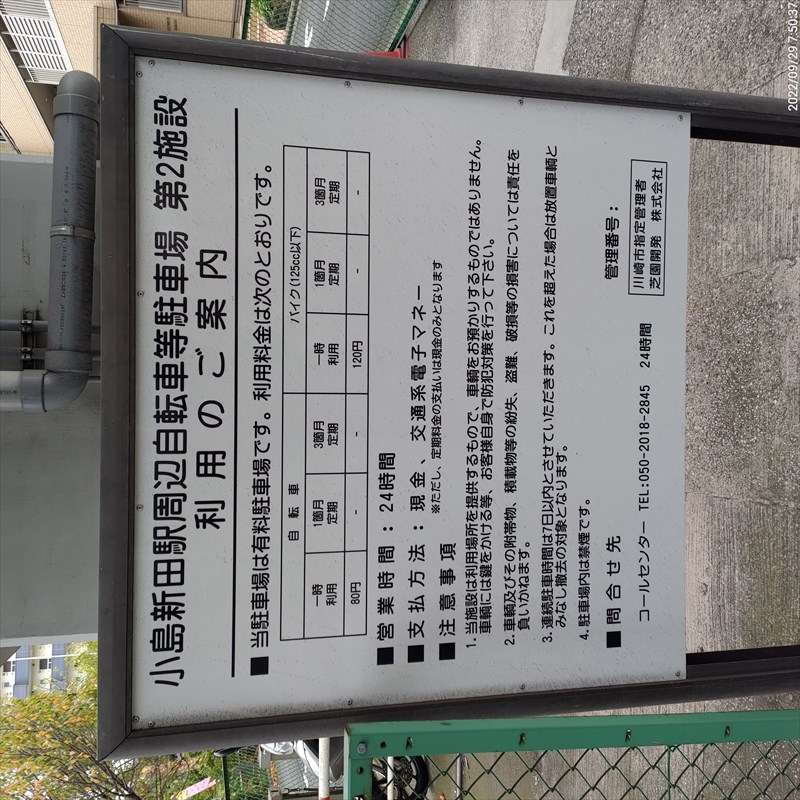 小島新田駅周辺自転車等駐車場 第2施設
利用のご案内
■当駐車場は有料駐車場です。利用料金は次のとおりです。
自転車 バイク(125cc以下)
一時利用 1箇月定期 3箇月定期 一時利用 1箇月定期 3箇月定期
80円 - - 120円 - -
■営業時間：24時間
■支払方法：現金、交通系電子マネー
※ただし、定期料金の支払いは現金のみとなります
■注意事項
1. 当施設は利用場所を提供するもので、車輌をお預かりするものではありません。
車輌には鍵をかける等、お客様自身で防犯対策を行って下さい。
2. 車輌及びその附帯物、積載物等の紛失、盗難、破損等の損害については責任を
負いかねます。
3. 連続駐車時間は7日以内とさせていただきます。これを超えた場合は放置車輌と
みなし撤去の対象となります。
4. 駐車場内は禁煙です。
■問合せ先
管理番号：
コールセンター TEL:050-2018-2845 24時間
川崎市指定管理者
芝園開発 株式会社
2022/09/29 7:50:37